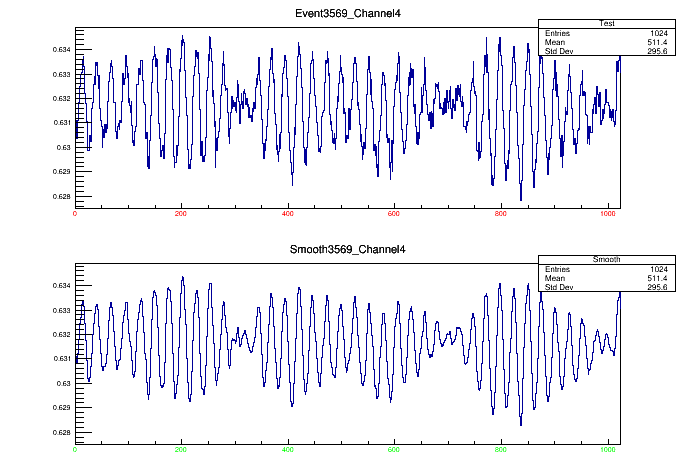 Event3569_Channel4
Test
Entries 1024
Mean 511.4
Std Dev 295.6
0.634
0.633
0.632
0.631
0.63
0.629
0.628
0 200 400 600 800 1000
Smooth3569_Channel4
Smooth
Entries 1024
Mean 511.4
Std Dev 295.6
0.634
0.633
0.632
0.631
0.63
0.629
0.628
0 200 400 600 800 1000